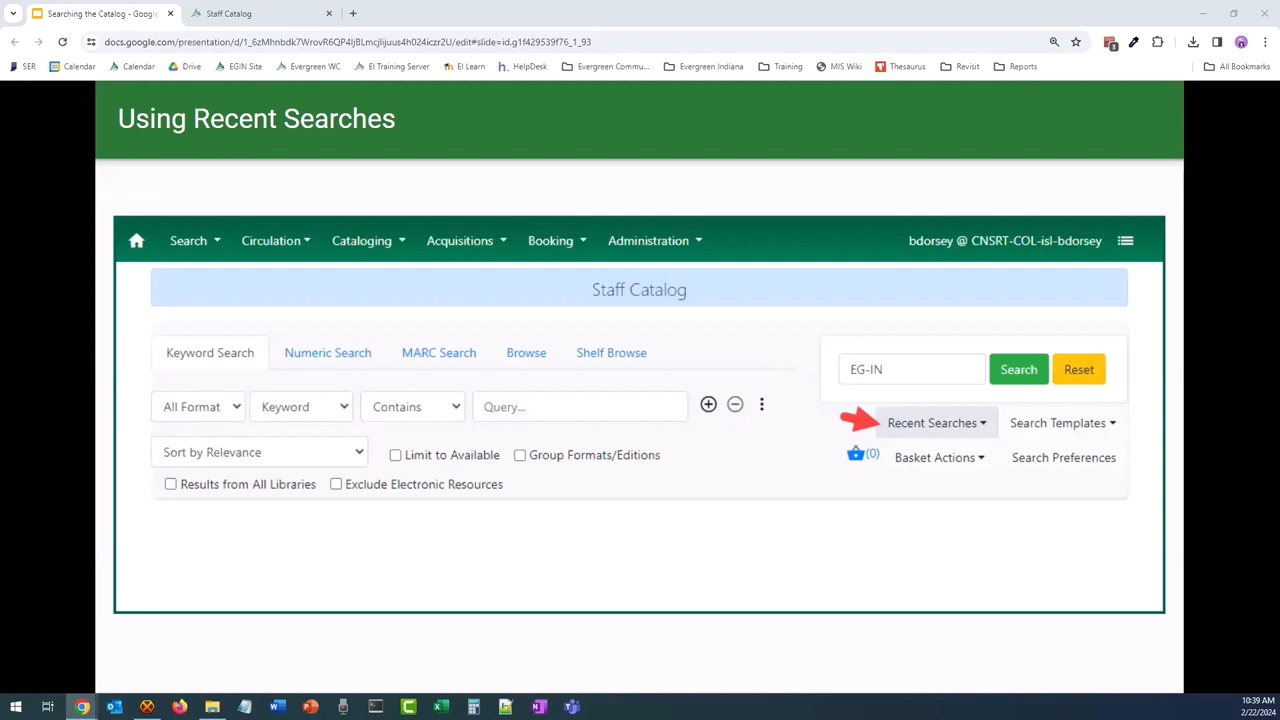 Searching the Catalog - Google
Staff Catalog
docs.google.com/presentation/d/1_6zMhnbdk7WrovR6QP4IjBLmcjlijuus4h024iczr2U/edit#slide=id.g1f429539f76_1_93
SER
Calendar
Calendar
Drive
EGIN Site
Evergreen WC
EI Training Server
EI Learn
HelpDesk
Evergreen Commu...
Evergreen Indiana
Training
MIS Wiki
Thesaurus
Revisit
Reports
All Bookmarks
Using Recent Searches
Search
Circulation
Cataloging
Acquisitions
Booking
Administration
bdorsey @ CNSRT-COL-isl-bdorsey
Staff Catalog
Keyword Search
Numeric Search
MARC Search
Browse
Shelf Browse
EG-IN
Search
Reset
All Format
Keyword
Contains
Query...
Recent Searches
Search Templates
Sort by Relevance
Limit to Available
Group Formats/Editions
(0)
Basket Actions
Search Preferences
Results from All Libraries
Exclude Electronic Resources
10:39 AM
2/22/2024